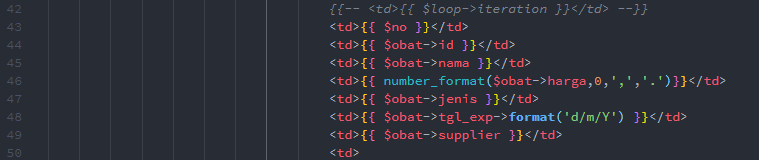 42 {{-- <td>{{ $loop->iteration }}</td> --}}
43 <td>{{ $no }}</td>
44 <td>{{ $obat->id }}</td>
45 <td>{{ $obat->nama }}</td>
46 <td>{{ number_format($obat->harga,0,',','.')}}</td>
47 <td>{{ $obat->jenis }}</td>
48 <td>{{ $obat->tgl_exp->format('d/m/Y') }}</td>
49 <td>{{ $obat->supplier }}</td>
50 <td>